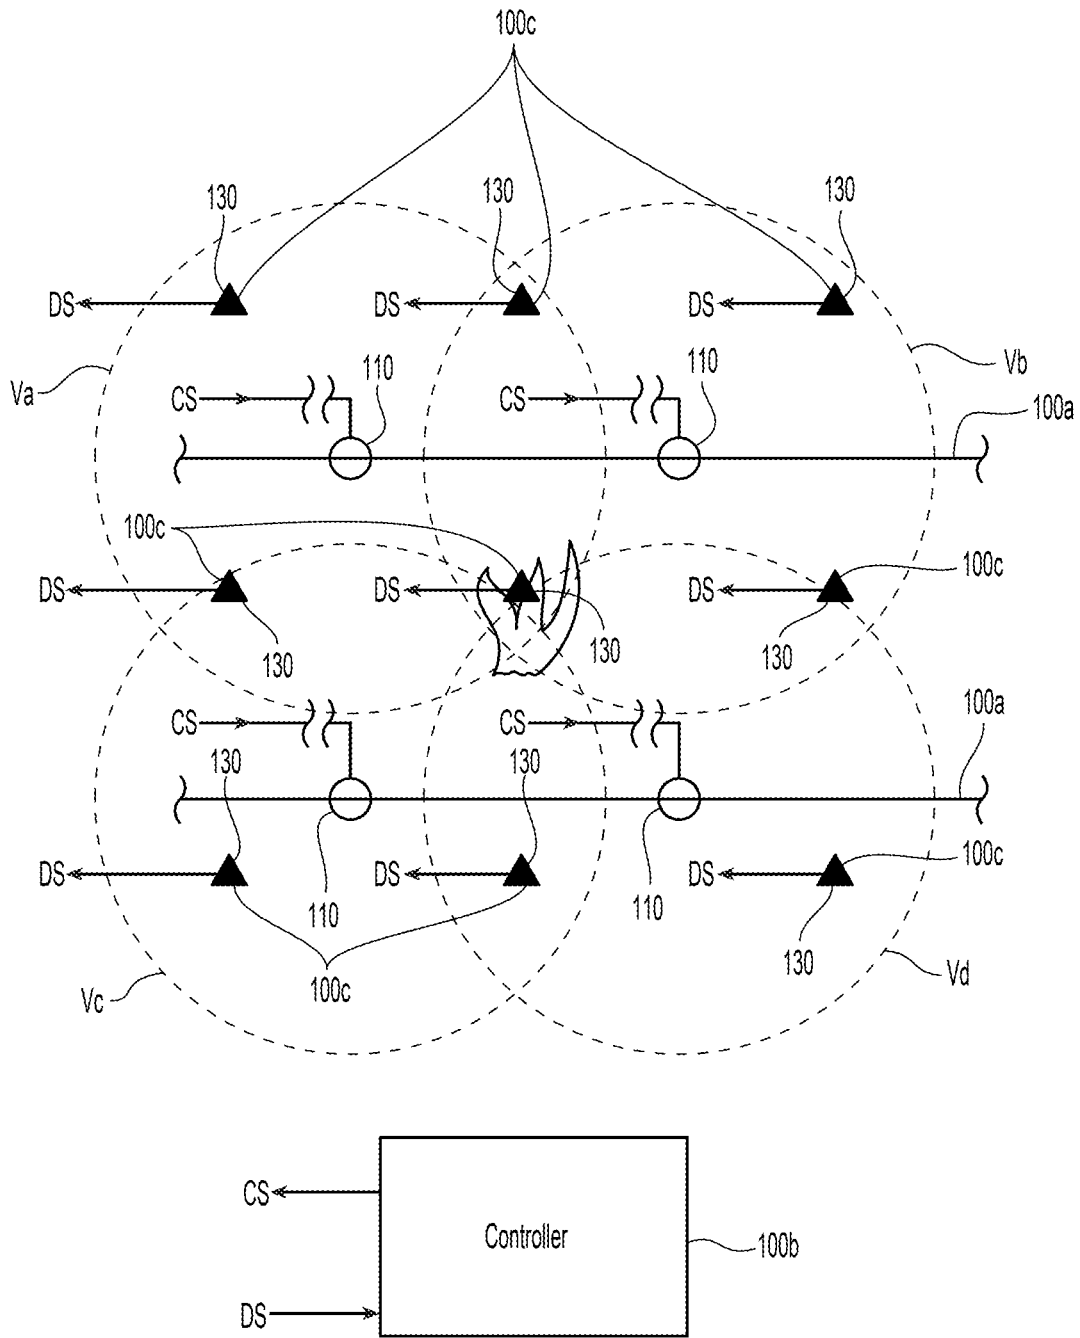 100c
130 130 130
DS DS DS
Va 110 110 Vb
CS CS 100a
100c
DS DS DS 100c
130 130 130
CS CS 100a
130 130
DS DS DS 100c
110 110
100c 130
Vc Vd
CS
Controller 100b
DS